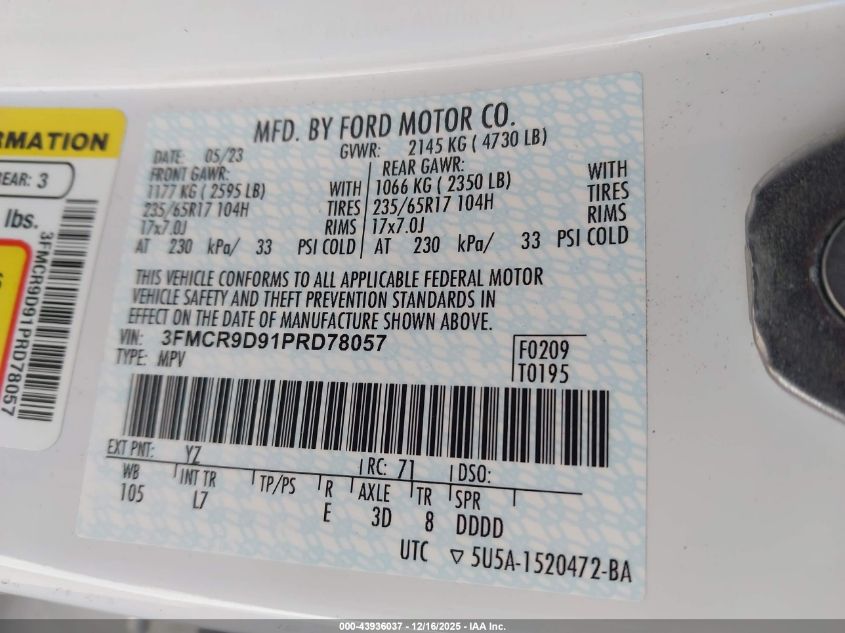 MFD. BY FORD MOTOR CO.
DATE: 05/23 GVWR: 2145 KG ( 4730 LB)
FRONT GAWR: REAR GAWR:
1177 KG (2595 LB) WITH 1066 KG ( 2350 LB) WITH
235/65R17 104H TIRES 235/65R17 104H TIRES
17x7.0J RIMS 17x7.0J RIMS
AT 230 kPa/ 33 PSI COLD AT 230 kPa/ 33 PSI COLD
THIS VEHICLE CONFORMS TO ALL APPLICABLE FEDERAL MOTOR
VEHICLE SAFETY AND THEFT PREVENTION STANDARDS IN
EFFECT ON THE DATE OF MANUFACTURE SHOWN ABOVE.
VIN: 3FMCR9D91PRD78057
TYPE: MPV
F0209
T0195
EXT PNT: YZ RC: 71 DSO:
WB INT TR TP/PS R AXLE TR SPR
105 L7 E 3D 8 DDDD
UTC ▽ 5U5A-1520472-BA
RMATION
REAR: 3
lbs.
3FMCR9D91PRD78057
000-43936037 - 12/16/2025 - IAA Inc.